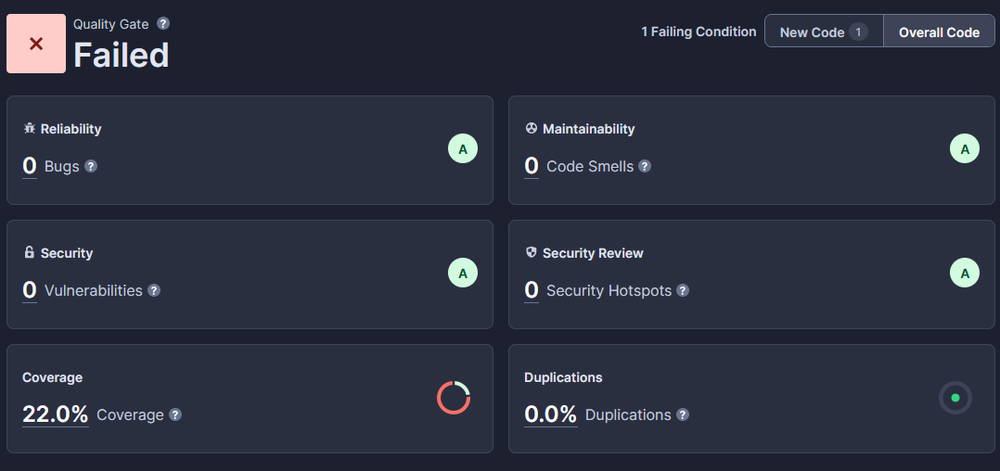 Quality Gate ?
Failed
1 Failing Condition
New Code 1
Overall Code
Reliability
0 Bugs ?
A
Maintainability
0 Code Smells ?
A
Security
0 Vulnerabilities ?
A
Security Review
0 Security Hotspots ?
A
Coverage
22.0% Coverage ?
Duplications
0.0% Duplications ?